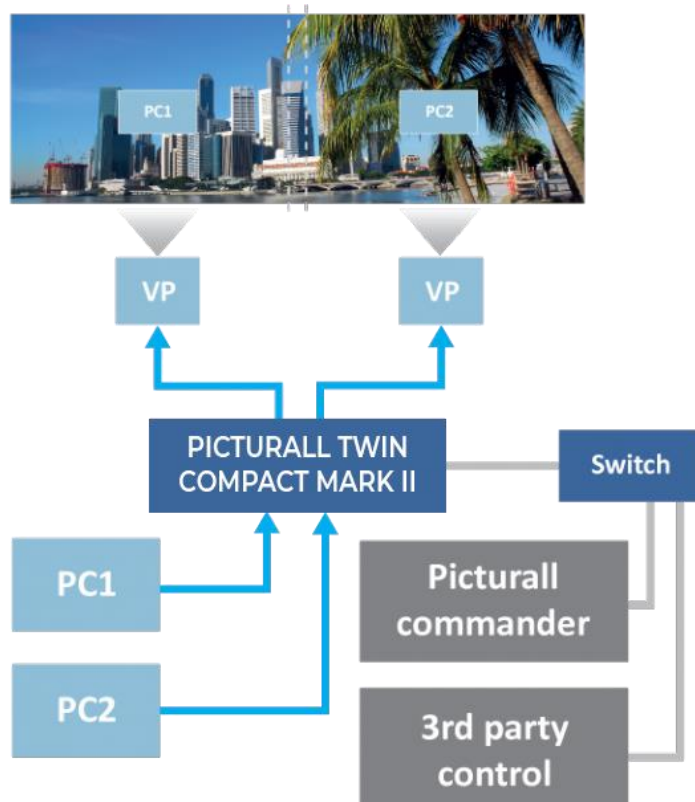 PC1
PC2
VP
VP
PICTURALL TWIN
COMPACT MARK II
Switch
PC1
Picturall
commander
PC2
3rd party
control